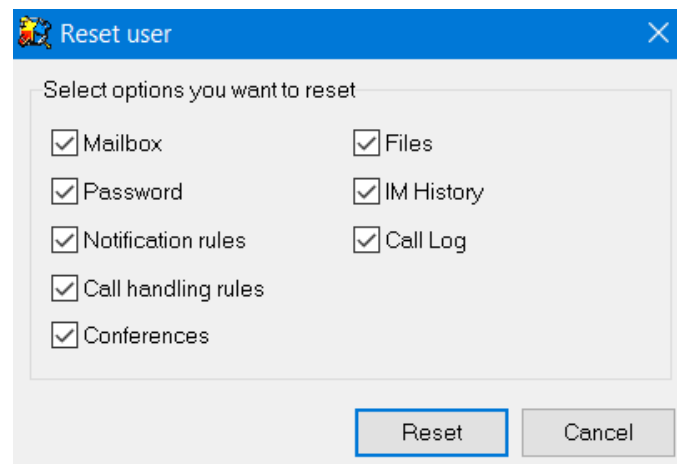 Reset user
Select options you want to reset
Mailbox
Files
Password
IM History
Notification rules
Call Log
Call handling rules
Conferences
Reset
Cancel